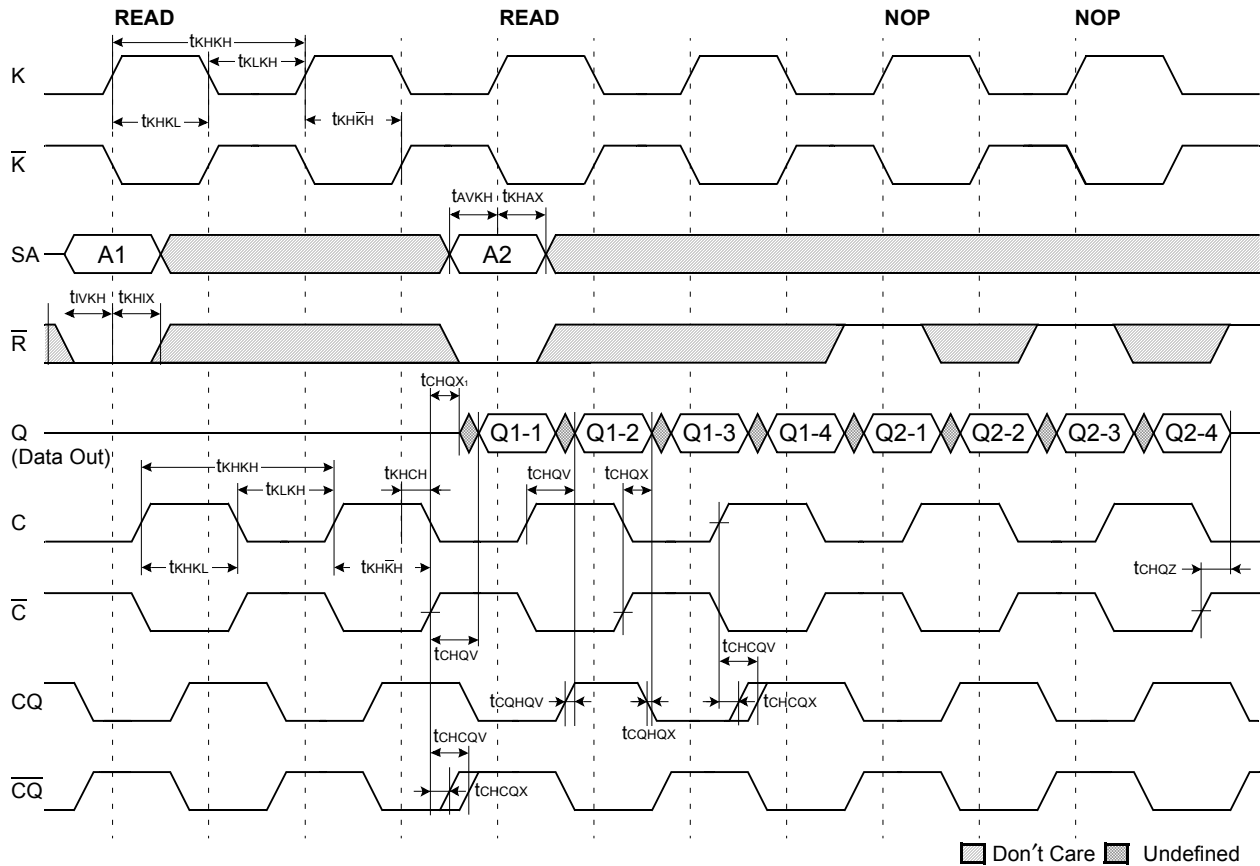 READ READ NOP NOP
tKHKH
tKLKH
K
tKHKL tKHK̅H
K̅
tAVKH tKHAX
SA A1 A2
tIVKH tKHIX
R̅
tCHQX1
Q Q1-1 Q1-2 Q1-3 Q1-4 Q2-1 Q2-2 Q2-3 Q2-4
(Data Out)
tKHKH tKHCH tCHQV tCHQX
tKLKH
C
tKHKL tKHK̅H tCHQZ
C̅
tCHQV tCHCQV
CQ tCQHQV tCHCQX
tCQHQX
tCHCQV
C̅Q̅ tCHCQX
Don′t Care Undefined